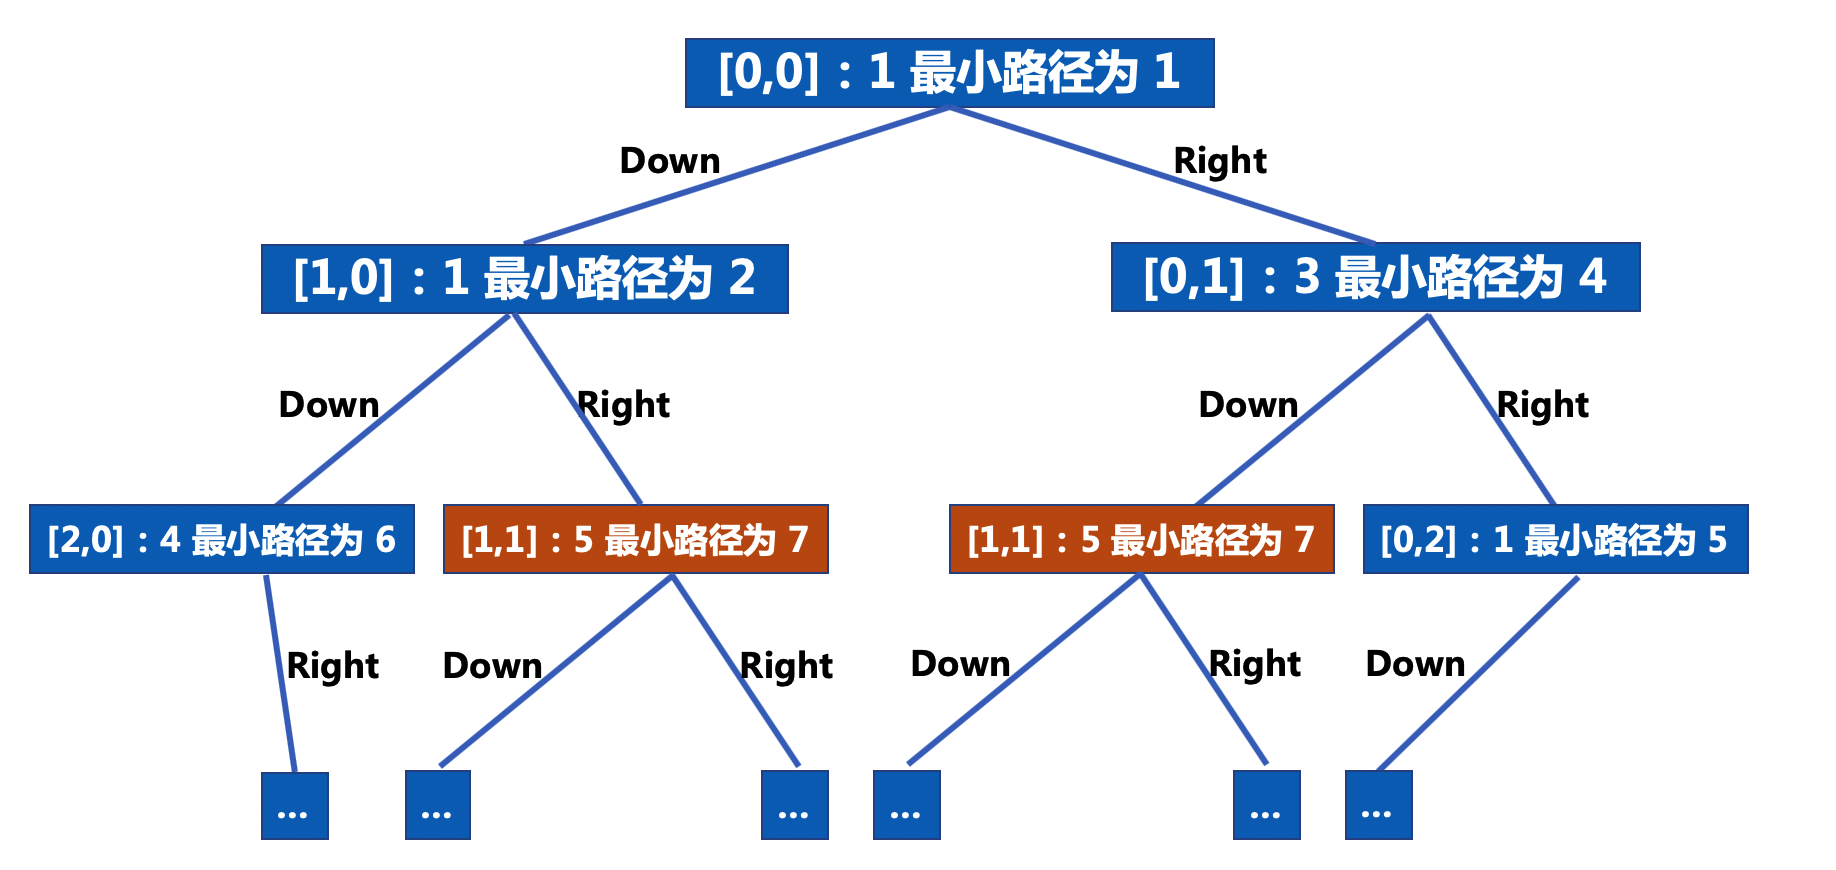 [0,0]：1 最小路径为 1
Down
Right
[1,0]：1 最小路径为 2
[0,1]：3 最小路径为 4
Down
Right
Down
Right
[2,0]：4 最小路径为 6
[1,1]：5 最小路径为 7
[1,1]：5 最小路径为 7
[0,2]：1 最小路径为 5
Right
Down
Right
Down
Right
Down
...
...
...
...
...
...